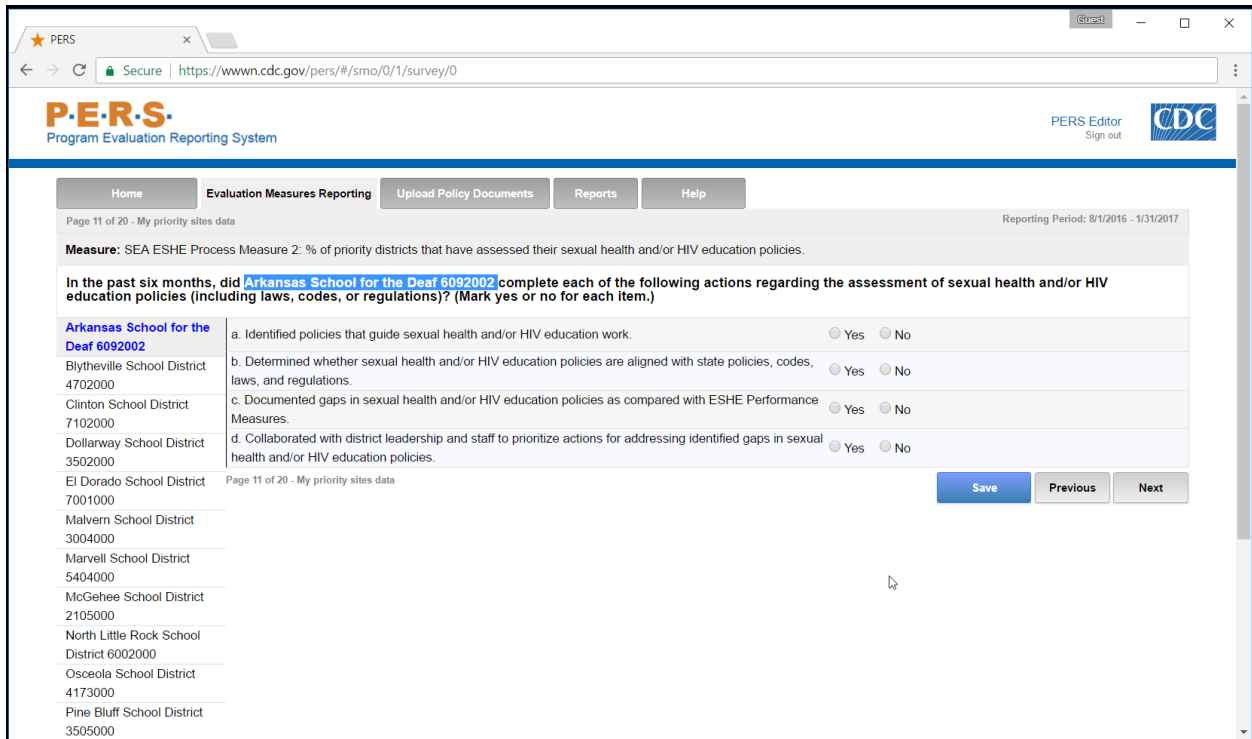 Guest
PERS
Secure | https://wwwn.cdc.gov/pers/#/smo/0/1/survey/0
P·E·R·S·
Program Evaluation Reporting System
PERS Editor
Sign out
CDC
Home Evaluation Measures Reporting Upload Policy Documents Reports Help
Page 11 of 20 - My priority sites data Reporting Period: 8/1/2016 - 1/31/2017
Measure: SEA ESHE Process Measure 2: % of priority districts that have assessed their sexual health and/or HIV education policies.
In the past six months, did Arkansas School for the Deaf 6092002 complete each of the following actions regarding the assessment of sexual health and/or HIV
education policies (including laws, codes, or regulations)? (Mark yes or no for each item.)
Arkansas School for the
Deaf 6092002
Blytheville School District
4702000
Clinton School District
7102000
Dollarway School District
3502000
El Dorado School District
7001000
Malvern School District
3004000
Marvell School District
5404000
McGehee School District
2105000
North Little Rock School
District 6002000
Osceola School District
4173000
Pine Bluff School District
3505000
a. Identified policies that guide sexual health and/or HIV education work. Yes No
b. Determined whether sexual health and/or HIV education policies are aligned with state policies, codes,
laws, and regulations. Yes No
c. Documented gaps in sexual health and/or HIV education policies as compared with ESHE Performance
Measures. Yes No
d. Collaborated with district leadership and staff to prioritize actions for addressing identified gaps in sexual
health and/or HIV education policies. Yes No
Page 11 of 20 - My priority sites data
Save Previous Next